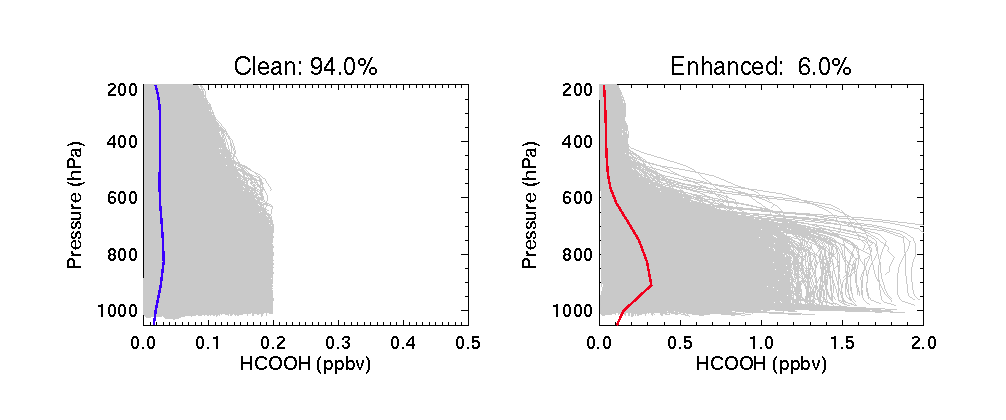 Clean: 94.0%
200
400
600
800
1000
Pressure (hPa)
0.0 0.1 0.2 0.3 0.4 0.5
HCOOH (ppbv)
Enhanced:  6.0%
200
400
600
800
1000
Pressure (hPa)
0.0 0.5 1.0 1.5 2.0
HCOOH (ppbv)